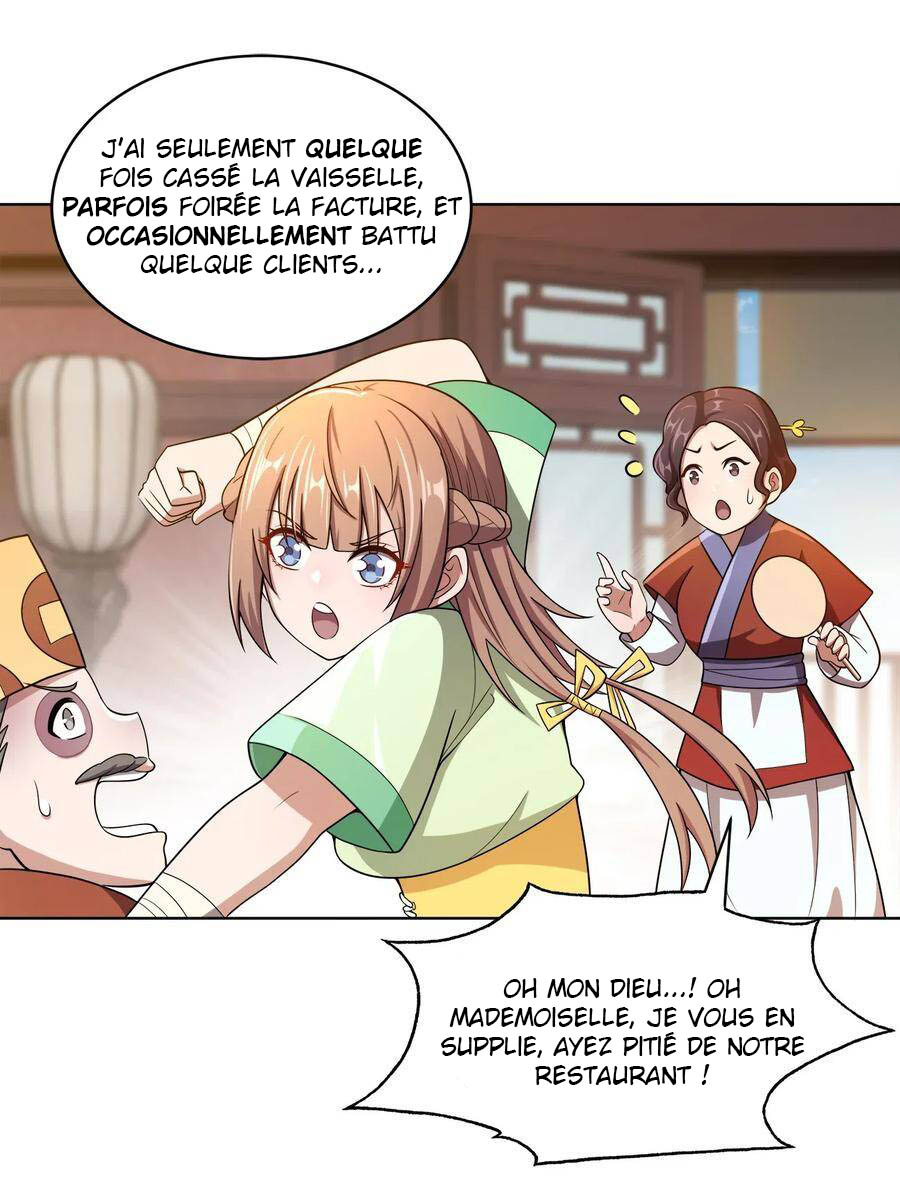 J'AI SEULEMENT QUELQUE
FOIS CASSÉ LA VAISSELLE,
PARFOIS FOIRÉE LA FACTURE, ET
OCCASIONNELLEMENT BATTU
QUELQUE CLIENTS...
OH MON DIEU...! OH
MADEMOISELLE, JE VOUS EN
SUPPLIE, AYEZ PITIÉ DE NOTRE
RESTAURANT !